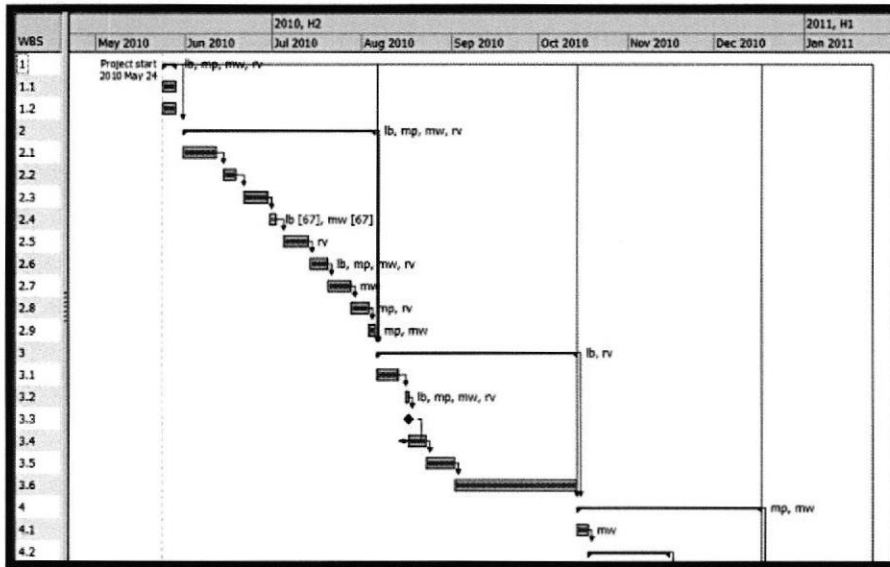 2010, H2 2011, H1
WBS May 2010 Jun 2010 Jul 2010 Aug 2010 Sep 2010 Oct 2010 Nov 2010 Dec 2010 Jan 2011
1 Project start lb, mp, mw, rv
2010 May 24
1.1
1.2
2 lb, mp, mw, rv
2.1
2.2
2.3
2.4 lb [67], mw [67]
2.5 rv
2.6 lb, mp, mw, rv
2.7 mw
2.8 mp, rv
2.9 mp, mw
3 lb, rv
3.1
3.2 lb, mp, mw, rv
3.3
3.4
3.5
3.6
4 mp, mw
4.1 mw
4.2